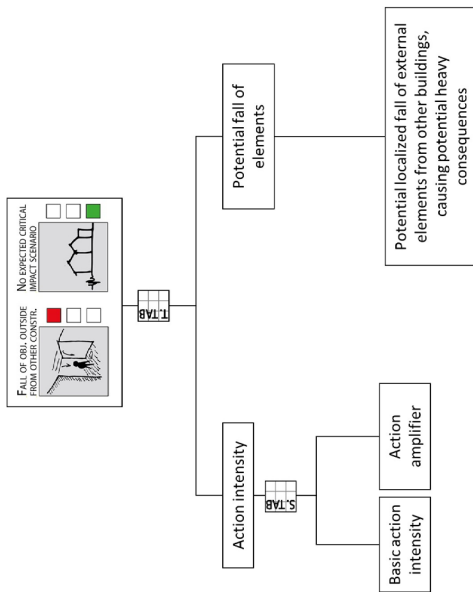 FALL OF OBJ. OUTSIDE
FROM OTHER CONSTR.
NO EXPECTED CRITICAL
IMPACT SCENARIO
T.TAB
Action intensity
Potential fall of
elements
S.TAB
Basic action
intensity
Action
amplifier
Potential localized fall of external
elements from other buildings,
causing potential heavy
consequences